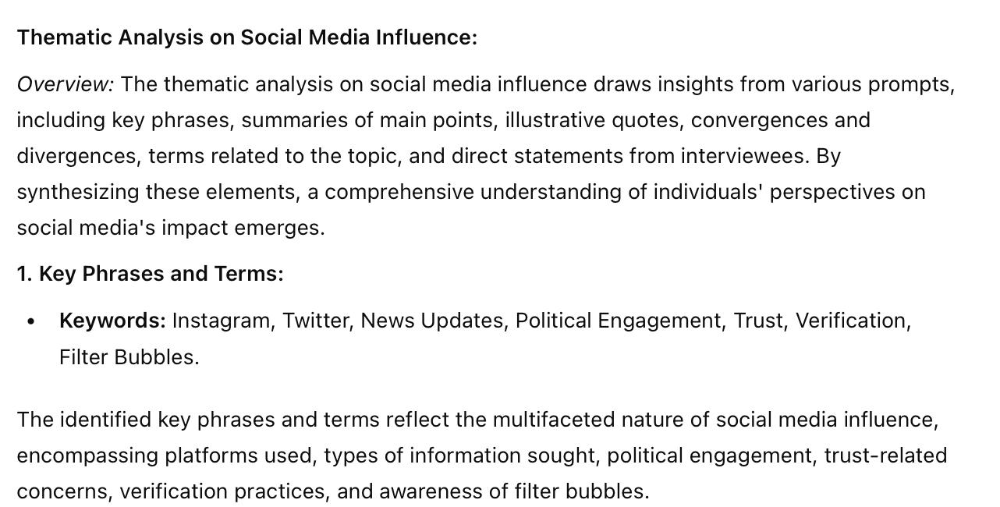 Thematic Analysis on Social Media Influence:
Overview: The thematic analysis on social media influence draws insights from various prompts,
including key phrases, summaries of main points, illustrative quotes, convergences and
divergences, terms related to the topic, and direct statements from interviewees. By
synthesizing these elements, a comprehensive understanding of individuals' perspectives on
social media's impact emerges.
1. Key Phrases and Terms:
• Keywords: Instagram, Twitter, News Updates, Political Engagement, Trust, Verification,
Filter Bubbles.
The identified key phrases and terms reflect the multifaceted nature of social media influence,
encompassing platforms used, types of information sought, political engagement, trust-related
concerns, verification practices, and awareness of filter bubbles.